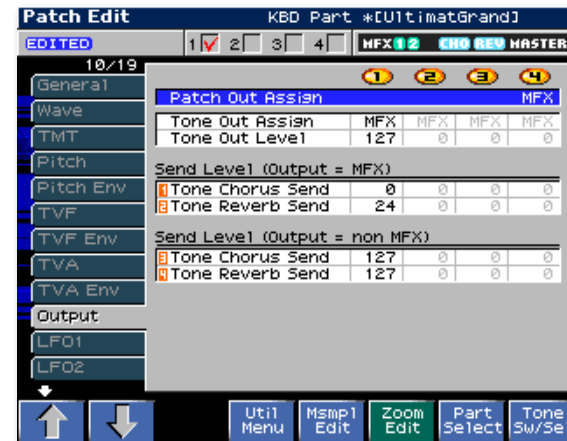 Patch Edit KBD Part *[UltimatGrand]
EDITED 1 2 3 4 MFX 1 2 CHO REV MASTER
10/19
General
Wave
TMT
Pitch
Pitch Env
TVF
TVF Env
TVA
TVA Env
Output
LFO1
LFO2
1 2 3 4
Patch Out Assign MFX
Tone Out Assign MFX MFX MFX MFX
Tone Out Level 127 0 0 0
Send Level (Output = MFX)
1 Tone Chorus Send 0 0 0 0
2 Tone Reverb Send 24 0 0 0
Send Level (Output = non MFX)
3 Tone Chorus Send 127 0 0 0
4 Tone Reverb Send 127 0 0 0
Util Menu
Msmpl Edit
Zoom Edit
Part Select
Tone Sw/Sel